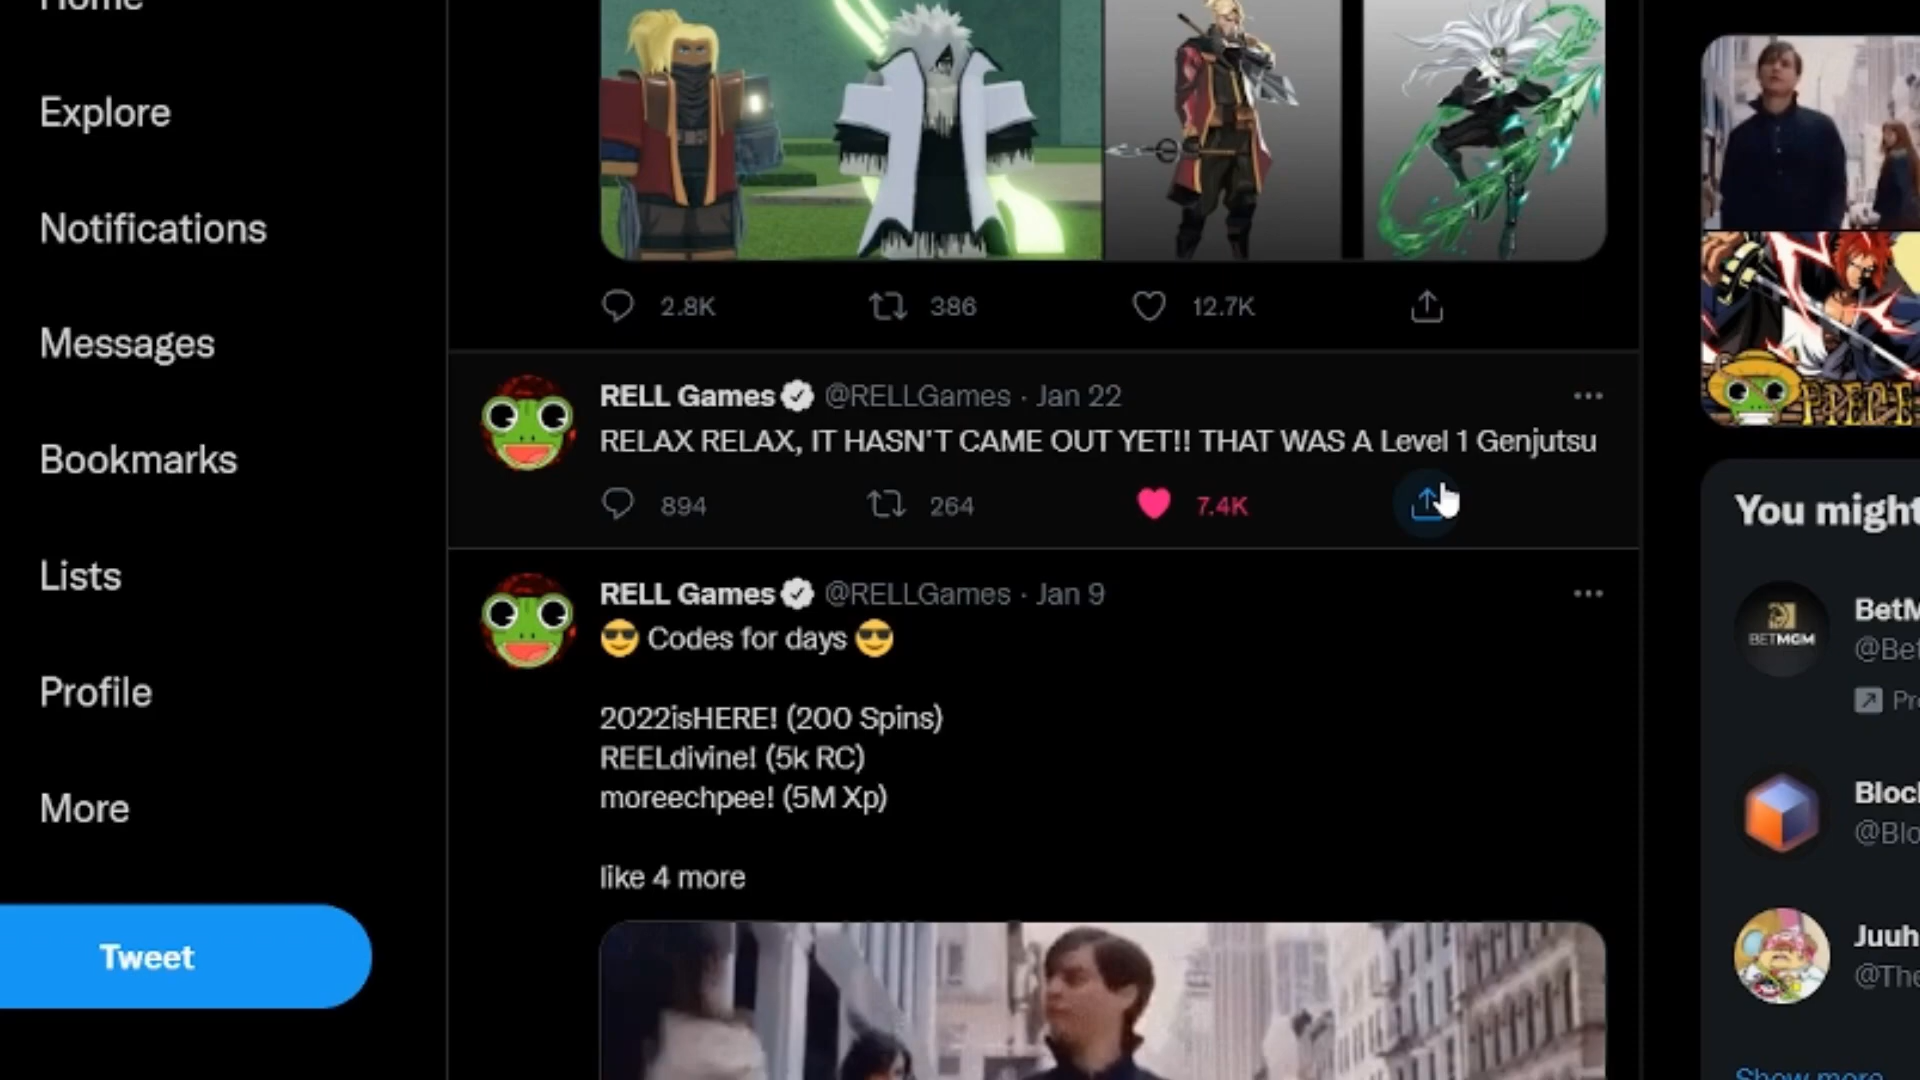 Home
Explore
Notifications
Messages
Bookmarks
Lists
Profile
More
Tweet
2.8K 386 12.7K
RELL Games @RELLGames · Jan 22
RELAX RELAX, IT HASN'T CAME OUT YET!! THAT WAS A Level 1 Genjutsu
894 264 7.4K
RELL Games @RELLGames · Jan 9
😎 Codes for days 😎
2022isHERE! (200 Spins)
REELdivine! (5k RC)
moreechpee! (5M Xp)
like 4 more
You might
BETMGM
BetM
@Bet
Pr
Bloc
@Blo
Juuh
@The
Show more